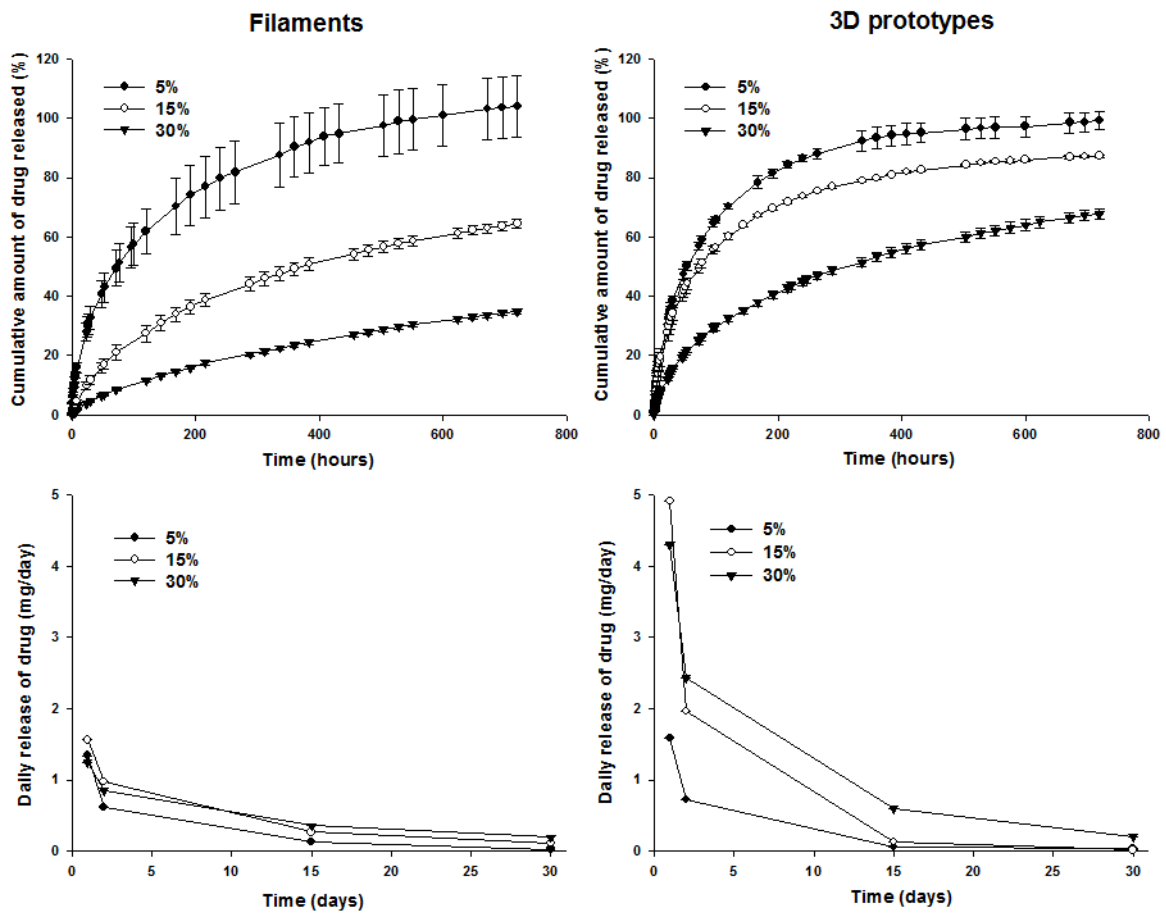 Filaments
Cumulative amount of drug released (%)
120
100
80
60
40
20
0
5%
15%
30%
0 200 400 600 800
Time (hours)
3D prototypes
Cumulative amount of drug released (%)
120
100
80
60
40
20
0
5%
15%
30%
0 200 400 600 800
Time (hours)
Daily release of drug (mg/day)
5
4
3
2
1
0
5%
15%
30%
0 5 10 15 20 25 30
Time (days)
Daily release of drug (mg/day)
5
4
3
2
1
0
5%
15%
30%
0 5 10 15 20 25 30
Time (days)